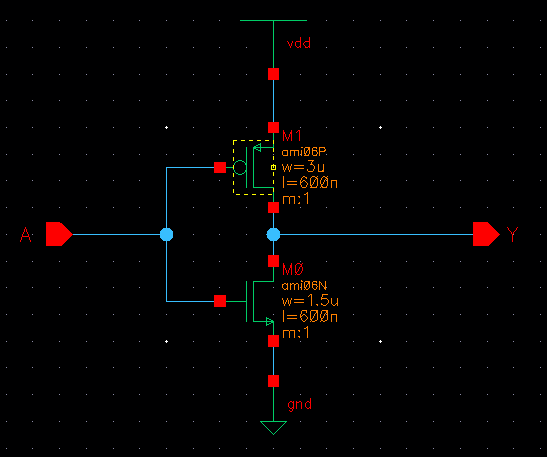 vdd
M1
ami06P
w=3u
l=600n
m:1
A
Y
M0
ami06N
w=1.5u
l=600n
m:1
gnd